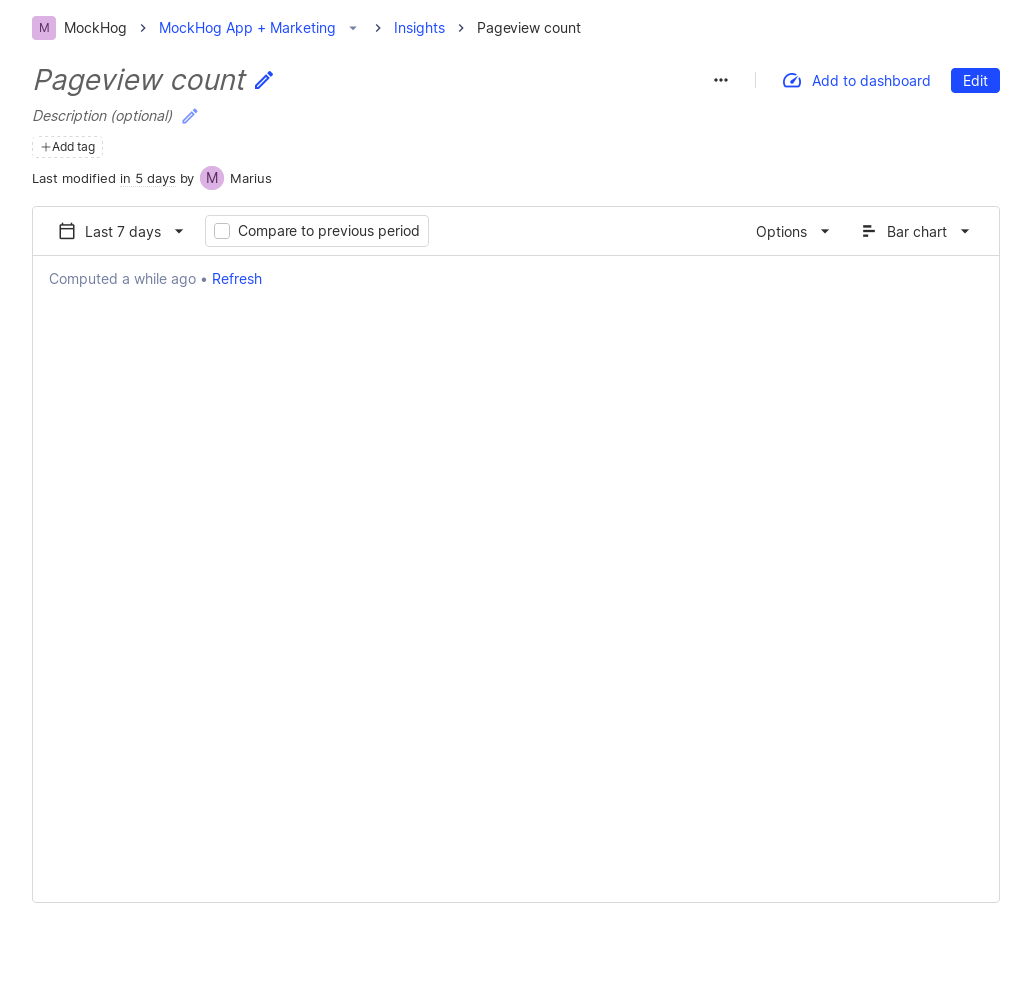 M MockHog MockHog App + Marketing Insights Pageview count
Pageview count
Add to dashboard
Edit
Description (optional)
Add tag
Last modified in 5 days by M Marius
Last 7 days
Compare to previous period
Options
Bar chart
Computed a while ago • Refresh